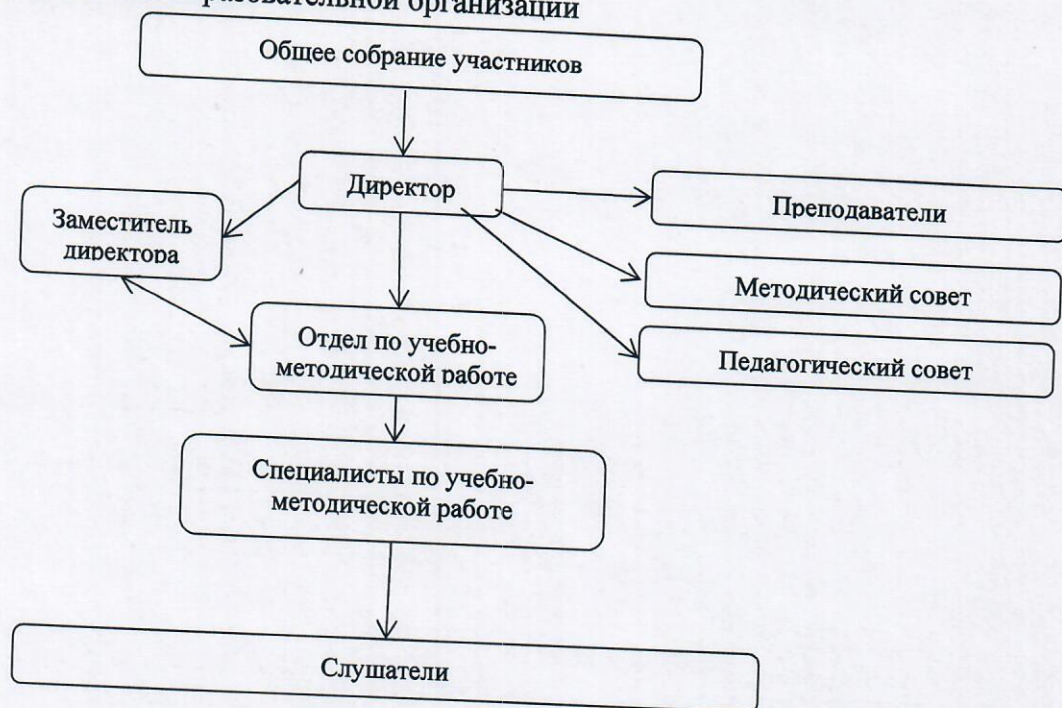 организации
Общее собрание участников
Директор
Преподаватели
Заместитель
директора
Методический совет
Отдел по учебно-
методической работе
Педагогический совет
Специалисты по учебно-
методической работе
Слушатели